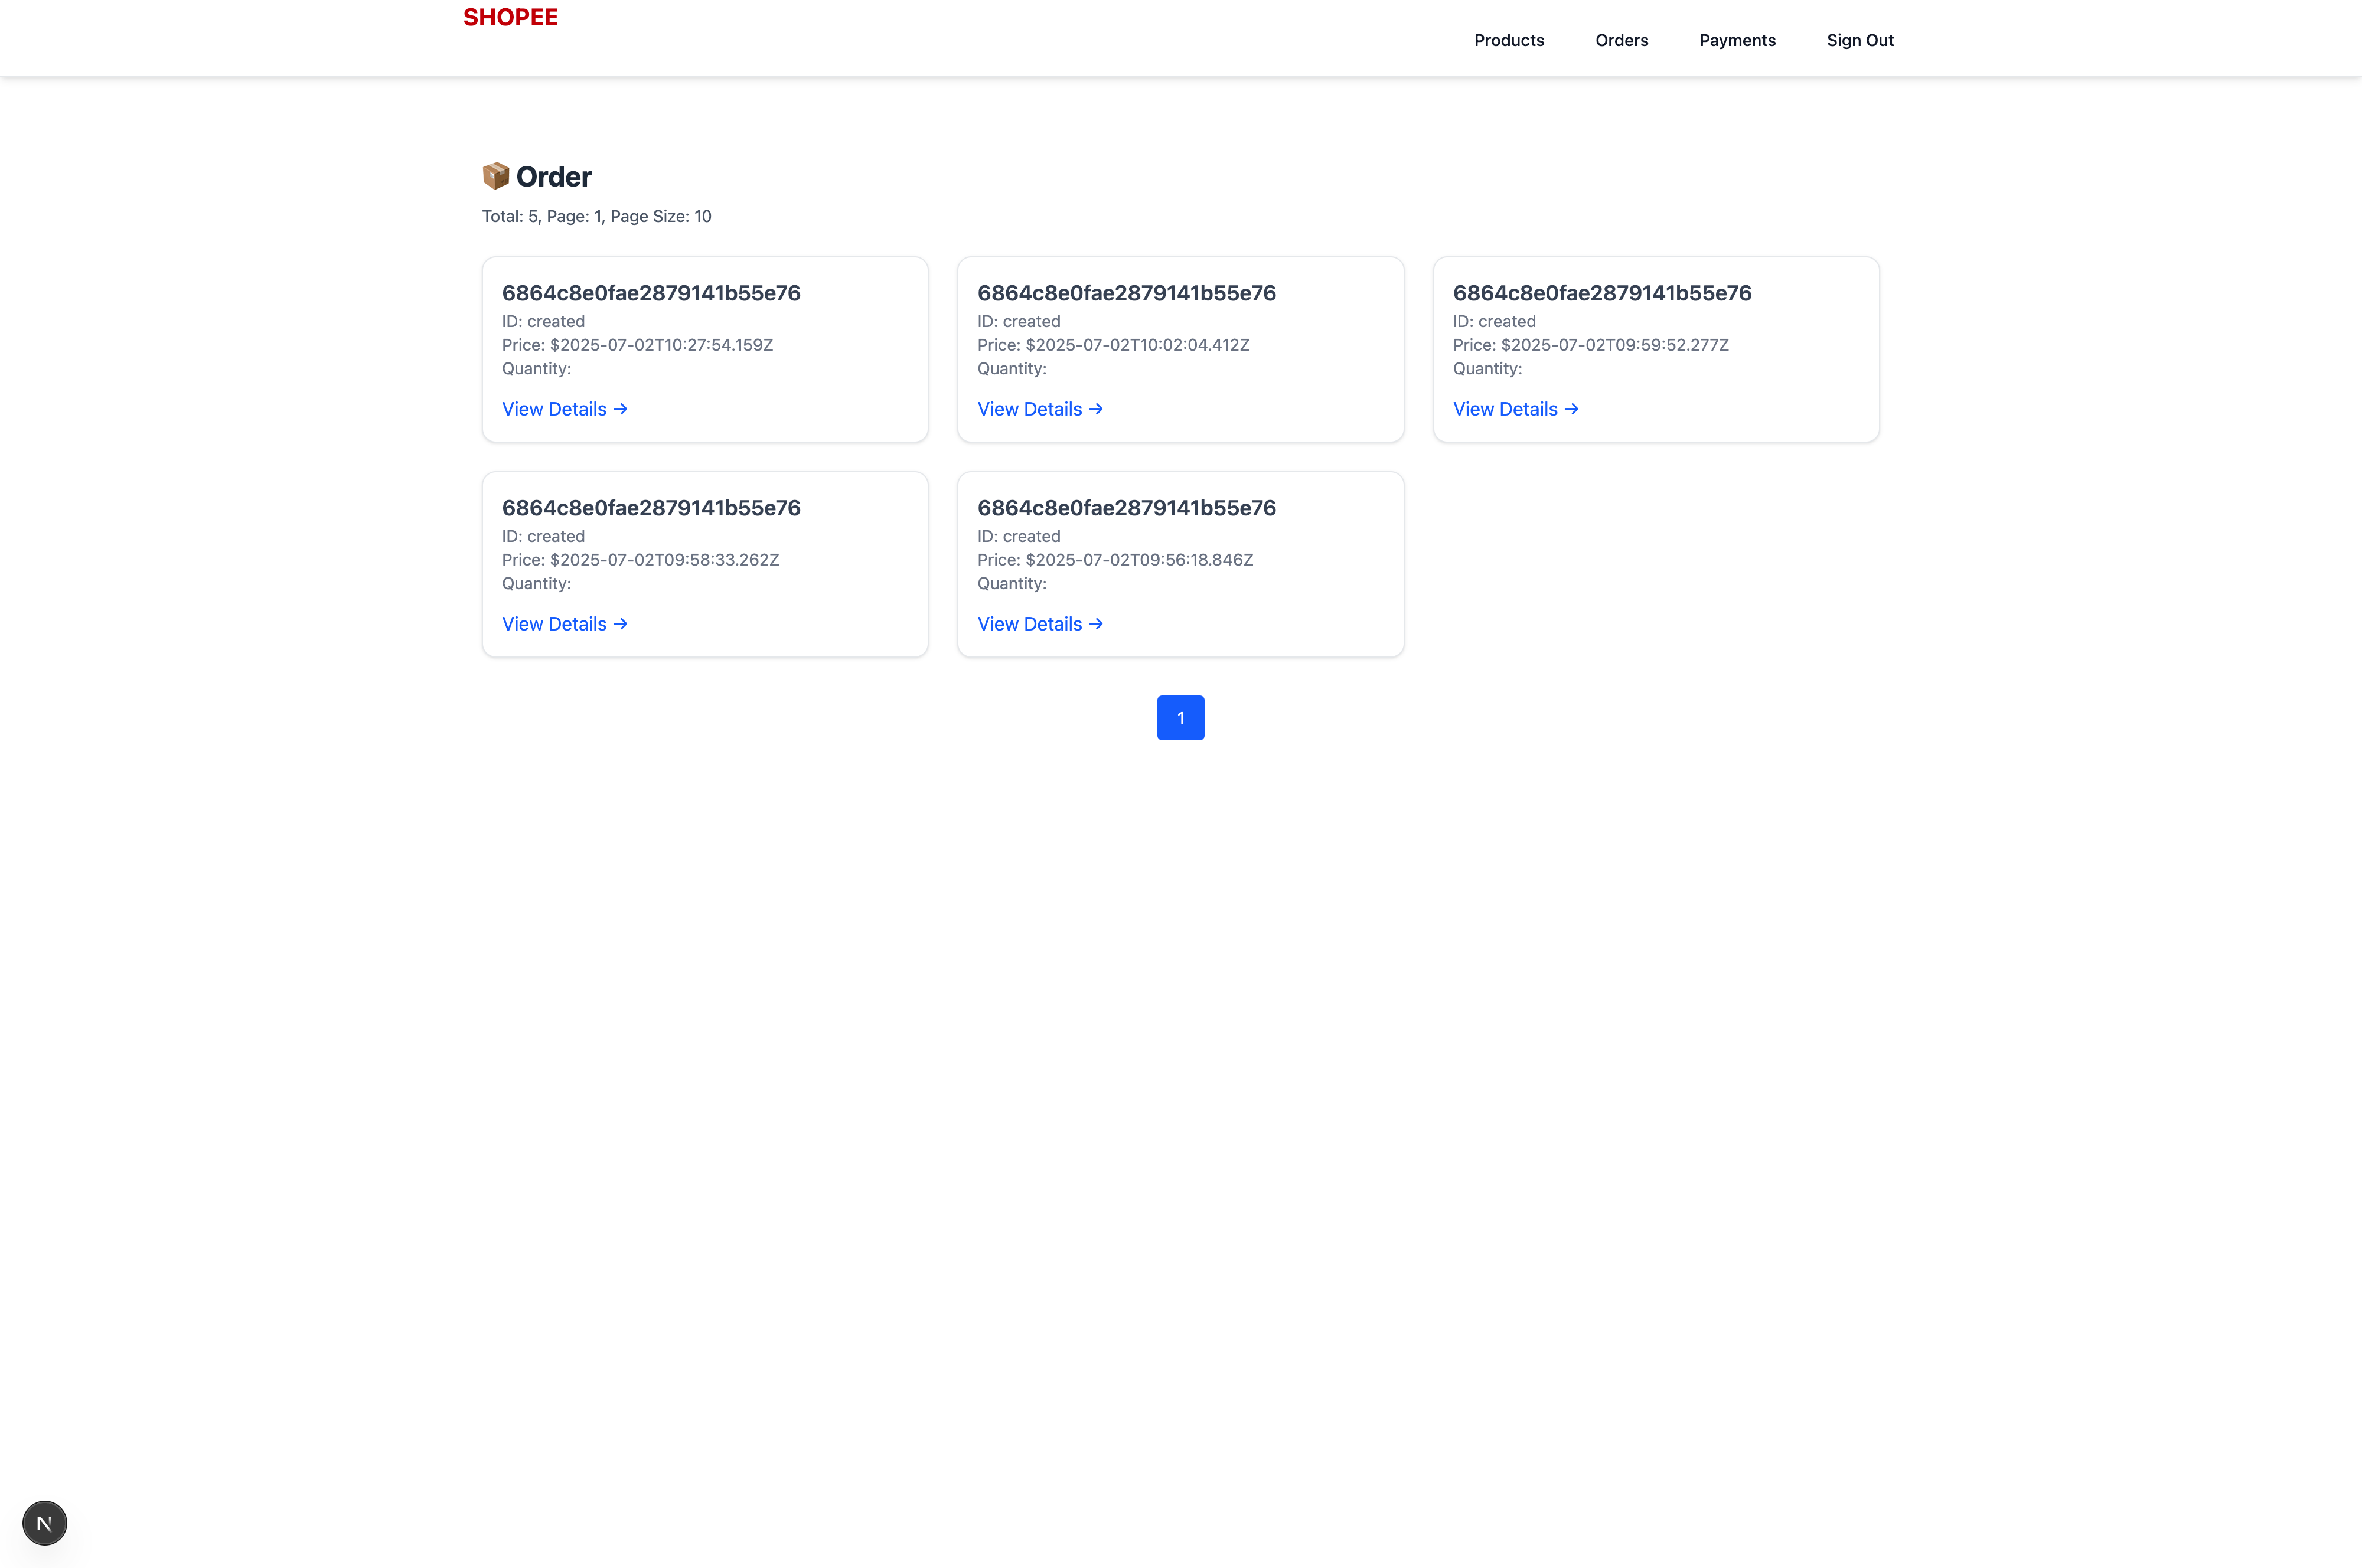 SHOPEE
Products Orders Payments Sign Out
📦 Order
Total: 5, Page: 1, Page Size: 10
6864c8e0fae2879141b55e76
ID: created
Price: $2025-07-02T10:27:54.159Z
Quantity:
View Details →
6864c8e0fae2879141b55e76
ID: created
Price: $2025-07-02T10:02:04.412Z
Quantity:
View Details →
6864c8e0fae2879141b55e76
ID: created
Price: $2025-07-02T09:59:52.277Z
Quantity:
View Details →
6864c8e0fae2879141b55e76
ID: created
Price: $2025-07-02T09:58:33.262Z
Quantity:
View Details →
6864c8e0fae2879141b55e76
ID: created
Price: $2025-07-02T09:56:18.846Z
Quantity:
View Details →
1
N